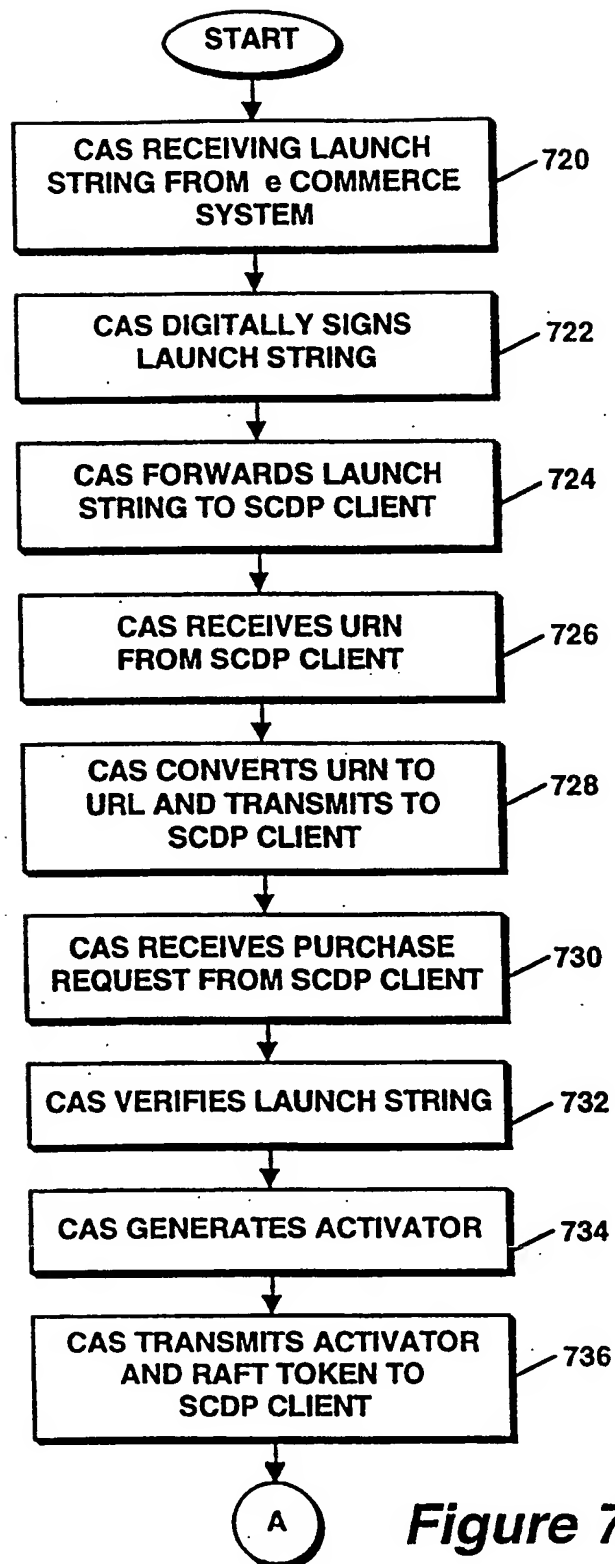 START
CAS RECEIVING LAUNCH
STRING FROM e COMMERCE
SYSTEM
720
CAS DIGITALLY SIGNS
LAUNCH STRING
722
CAS FORWARDS LAUNCH
STRING TO SCDP CLIENT
724
CAS RECEIVES URN
FROM SCDP CLIENT
726
CAS CONVERTS URN TO
URL AND TRANSMITS TO
SCDP CLIENT
728
CAS RECEIVES PURCHASE
REQUEST FROM SCDP CLIENT
730
CAS VERIFIES LAUNCH STRING
732
CAS GENERATES ACTIVATOR
734
CAS TRANSMITS ACTIVATOR
AND RAFT TOKEN TO
SCDP CLIENT
736
A
Figure 7